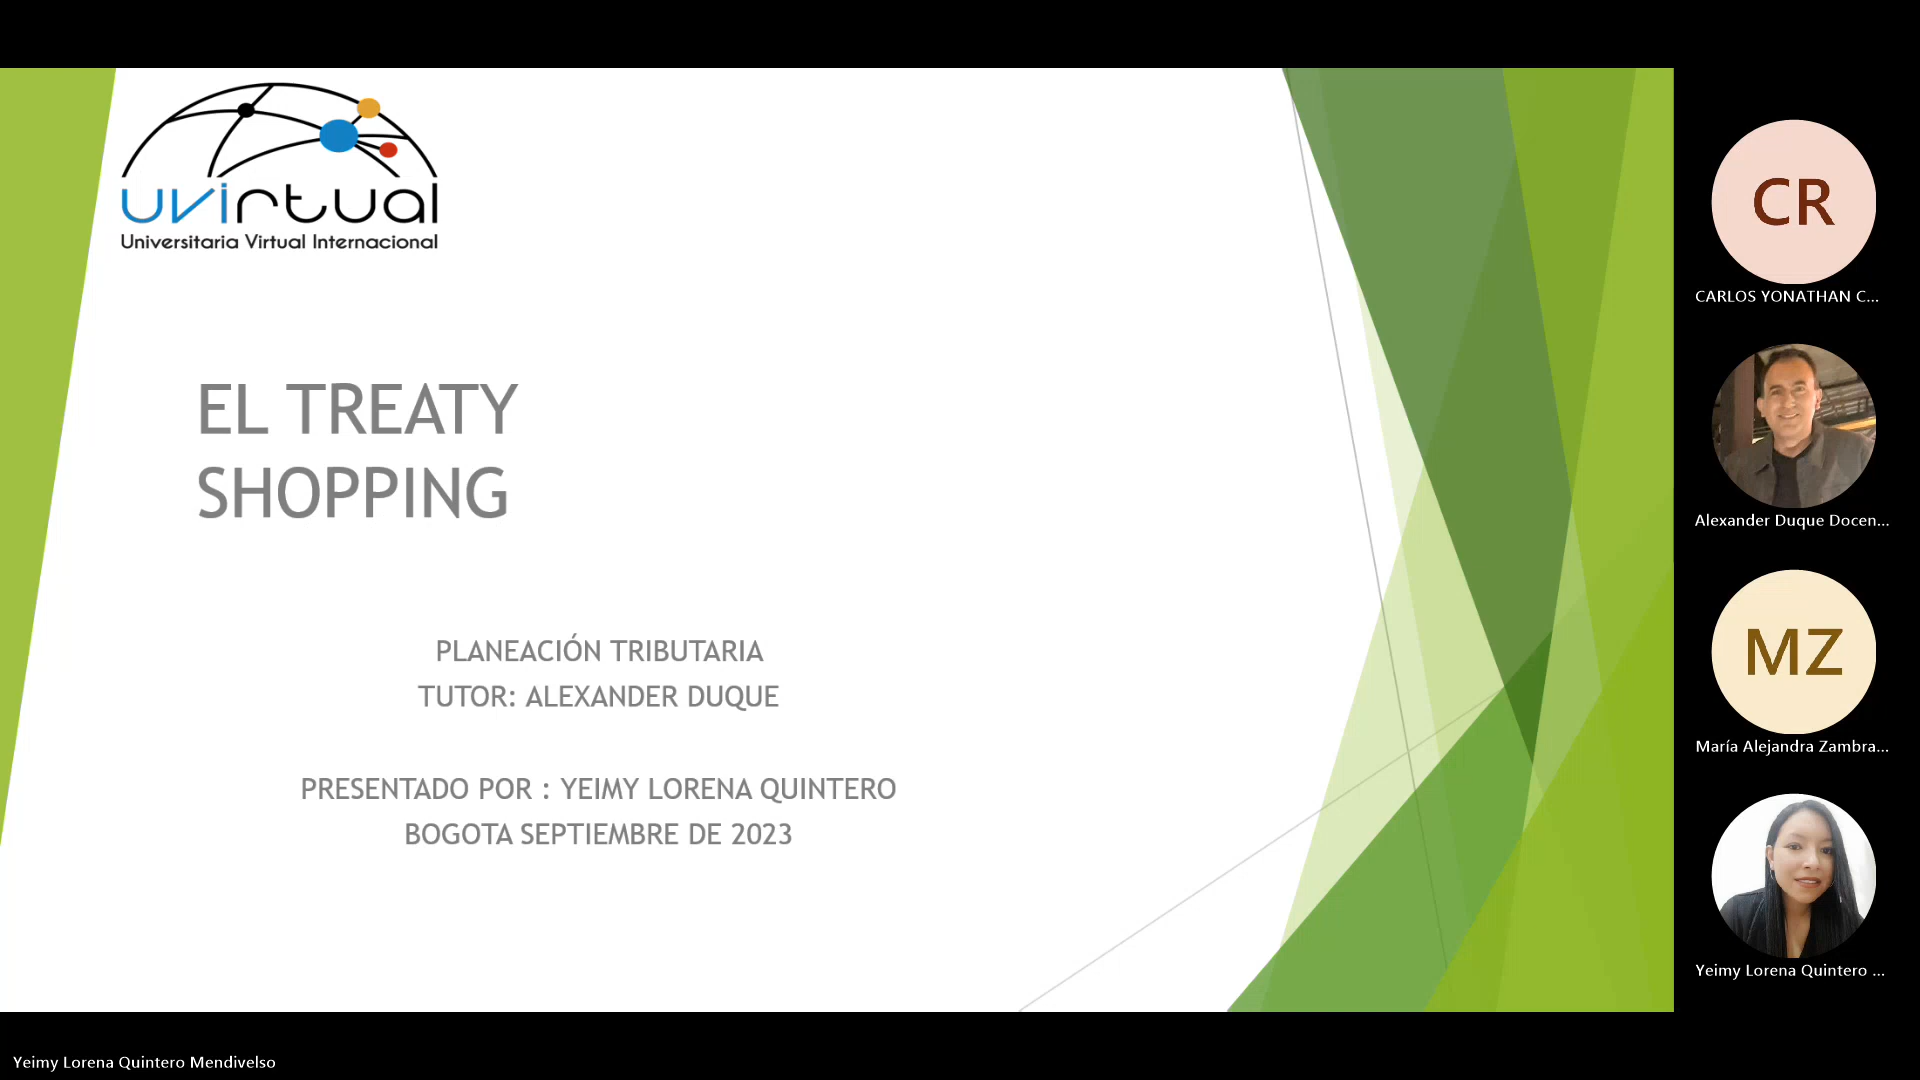 uvirtual
Universitaria Virtual Internacional
EL TREATY
SHOPPING
PLANEACIÓN TRIBUTARIA
TUTOR: ALEXANDER DUQUE
PRESENTADO POR : YEIMY LORENA QUINTERO
BOGOTA SEPTIEMBRE DE 2023
CR
CARLOS YONATHAN C...
Alexander Duque Docen...
MZ
María Alejandra Zambra...
Yeimy Lorena Quintero ...
Yeimy Lorena Quintero Mendivelso